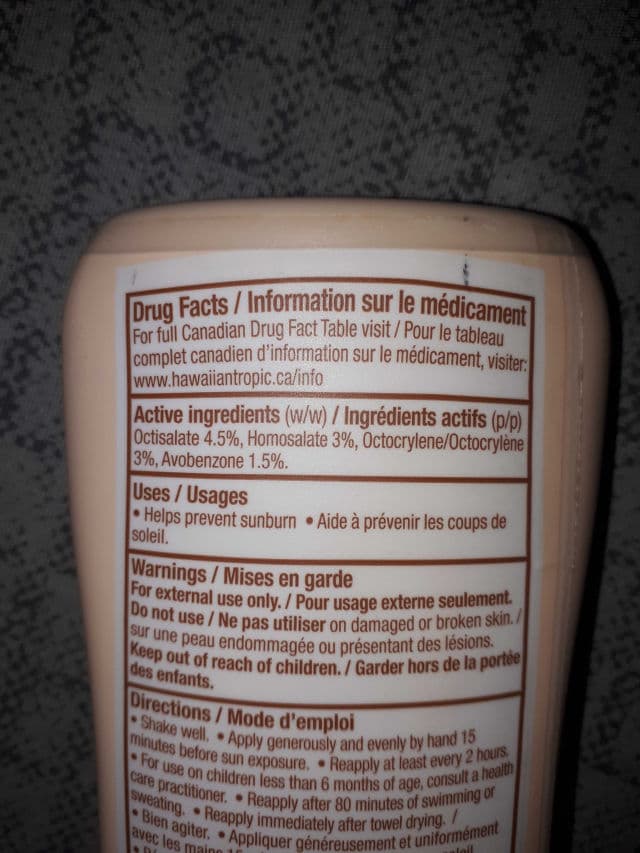 Drug Facts / Information sur le médicament
For full Canadian Drug Fact Table visit / Pour le tableau
complet canadien d'information sur le médicament, visiter:
www.hawaiiantropic.ca/info
Active ingredients (w/w) / Ingrédients actifs (p/p)
Octisalate 4.5%, Homosalate 3%, Octocrylene/Octocrylène
3%, Avobenzone 1.5%.
Uses / Usages
• Helps prevent sunburn • Aide à prévenir les coups de
soleil.
Warnings / Mises en garde
For external use only. / Pour usage externe seulement.
Do not use / Ne pas utiliser on damaged or broken skin. /
sur une peau endommagée ou présentant des lésions.
Keep out of reach of children. / Garder hors de la portée
des enfants.
Directions / Mode d'emploi
• Shake well. • Apply generously and evenly by hand 15
minutes before sun exposure. • Reapply at least every 2 hours.
• For use on children less than 6 months of age, consult a health
care practitioner. • Reapply after 80 minutes of swimming or
sweating. • Reapply immediately after towel drying. /
• Bien agiter. • Appliquer généreusement et uniformément
avec les mains